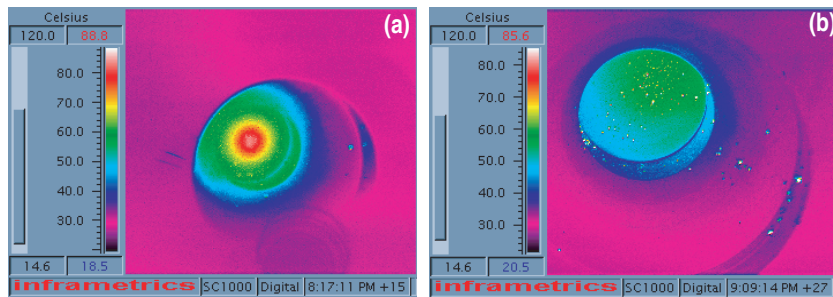 Celsius
120.0 88.8
80.0
70.0
60.0
50.0
40.0
30.0
14.6 18.5
inframetrics SC1000 Digital 8:17:11 PM +15
(a)
Celsius
120.0 85.6
80.0
70.0
60.0
50.0
40.0
30.0
14.6 20.5
inframetrics SC1000 Digital 9:09:14 PM +27
(b)